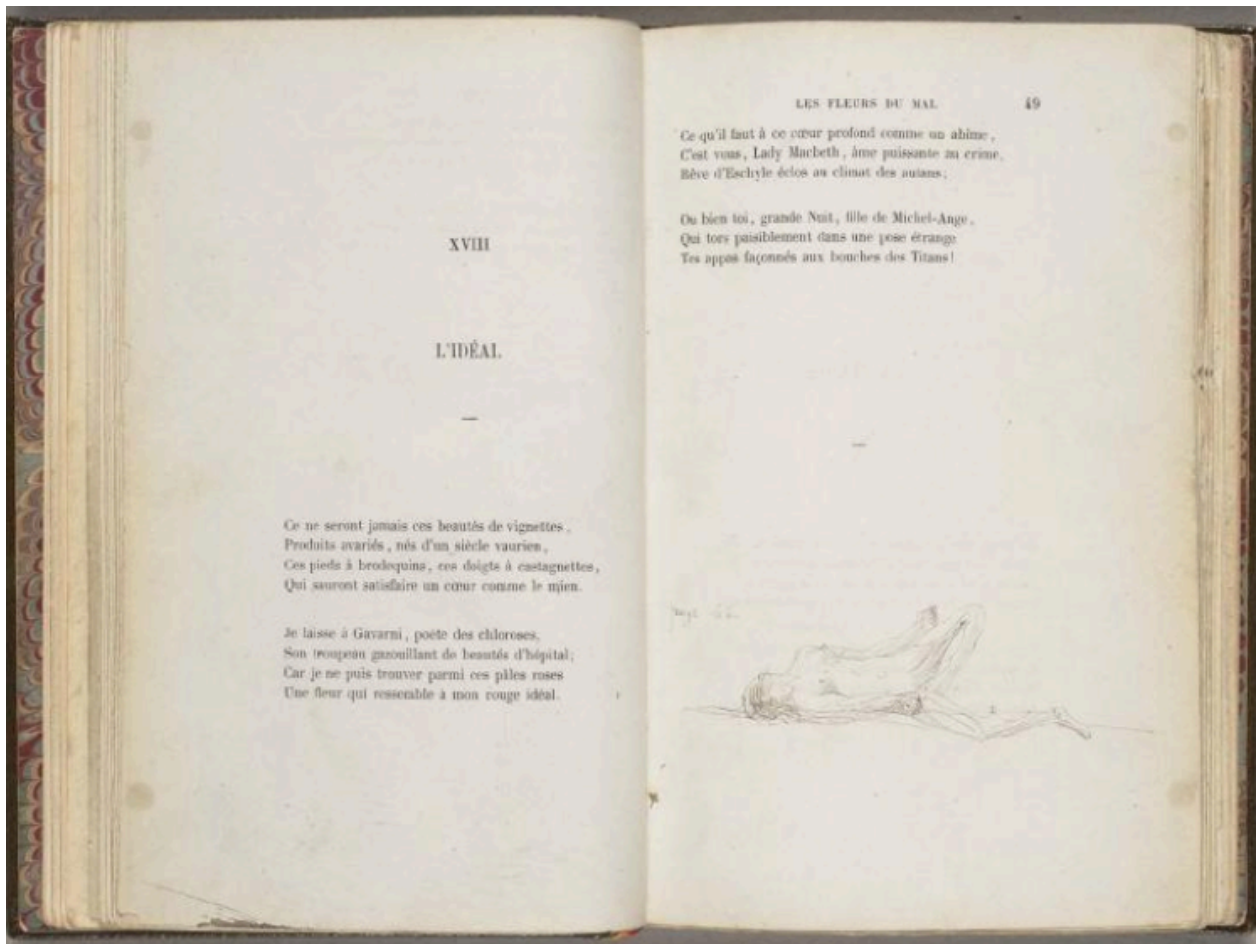 XVIII
L'IDÉAL
Ce ne seront jamais ces beautés de vignettes,
Produits avariés, nés d'un siècle vaurien,
Ces pieds à brodequins, ces doigts à castagnettes,
Qui sauront satisfaire un cœur comme le mien.
Je laisse à Gavarni, poète des chloroses,
Son troupeau gazouillant de beautés d'hôpital;
Car je ne puis trouver parmi ces pâles roses
Une fleur qui ressemble à mon rouge idéal.
LES FLEURS DU MAL 49
Ce qu'il faut à ce cœur profond comme un abîme,
C'est vous, Lady Macbeth, âme puissante au crime,
Rêve d'Eschyle éclos au climat des autans;
Ou bien toi, grande Nuit, fille de Michel-Ange,
Qui tors paisiblement dans une pose étrange
Tes appas façonnés aux bouches des Titans!